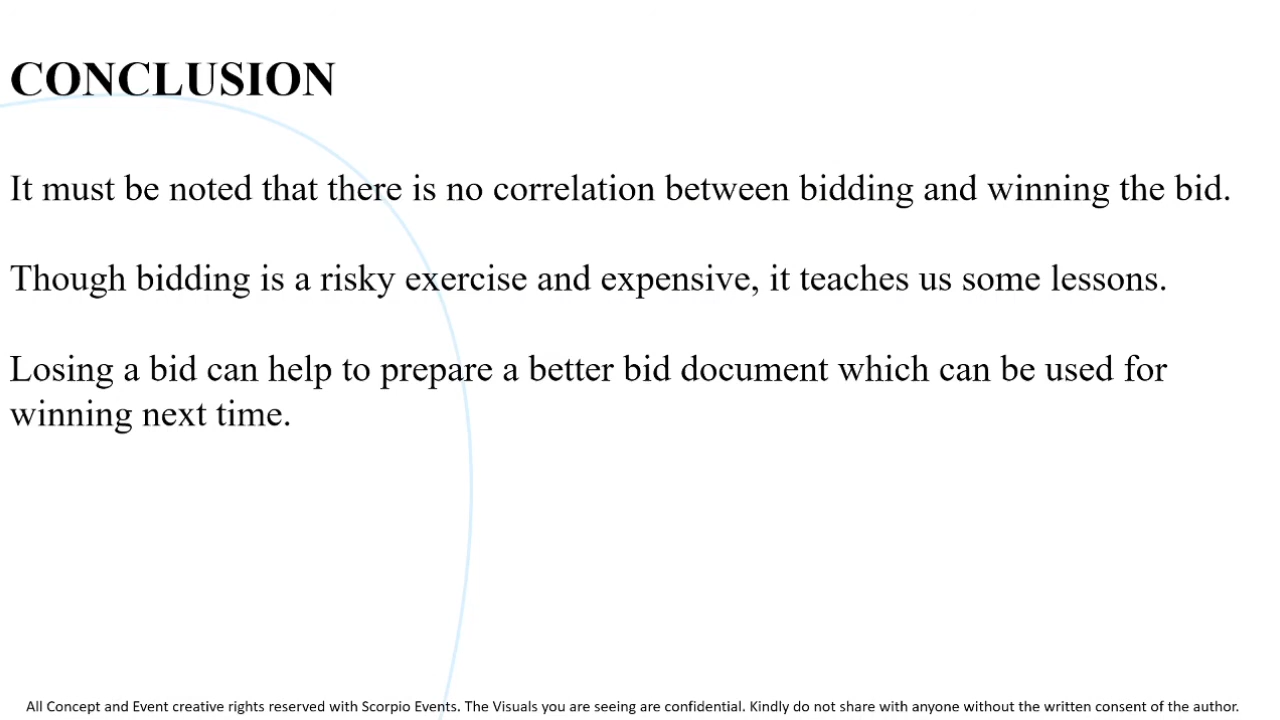 CONCLUSION
It must be noted that there is no correlation between bidding and winning the bid.
Though bidding is a risky exercise and expensive, it teaches us some lessons.
Losing a bid can help to prepare a better bid document which can be used for
winning next time.
All Concept and Event creative rights reserved with Scorpio Events. The Visuals you are seeing are confidential. Kindly do not share with anyone without the written consent of the author.